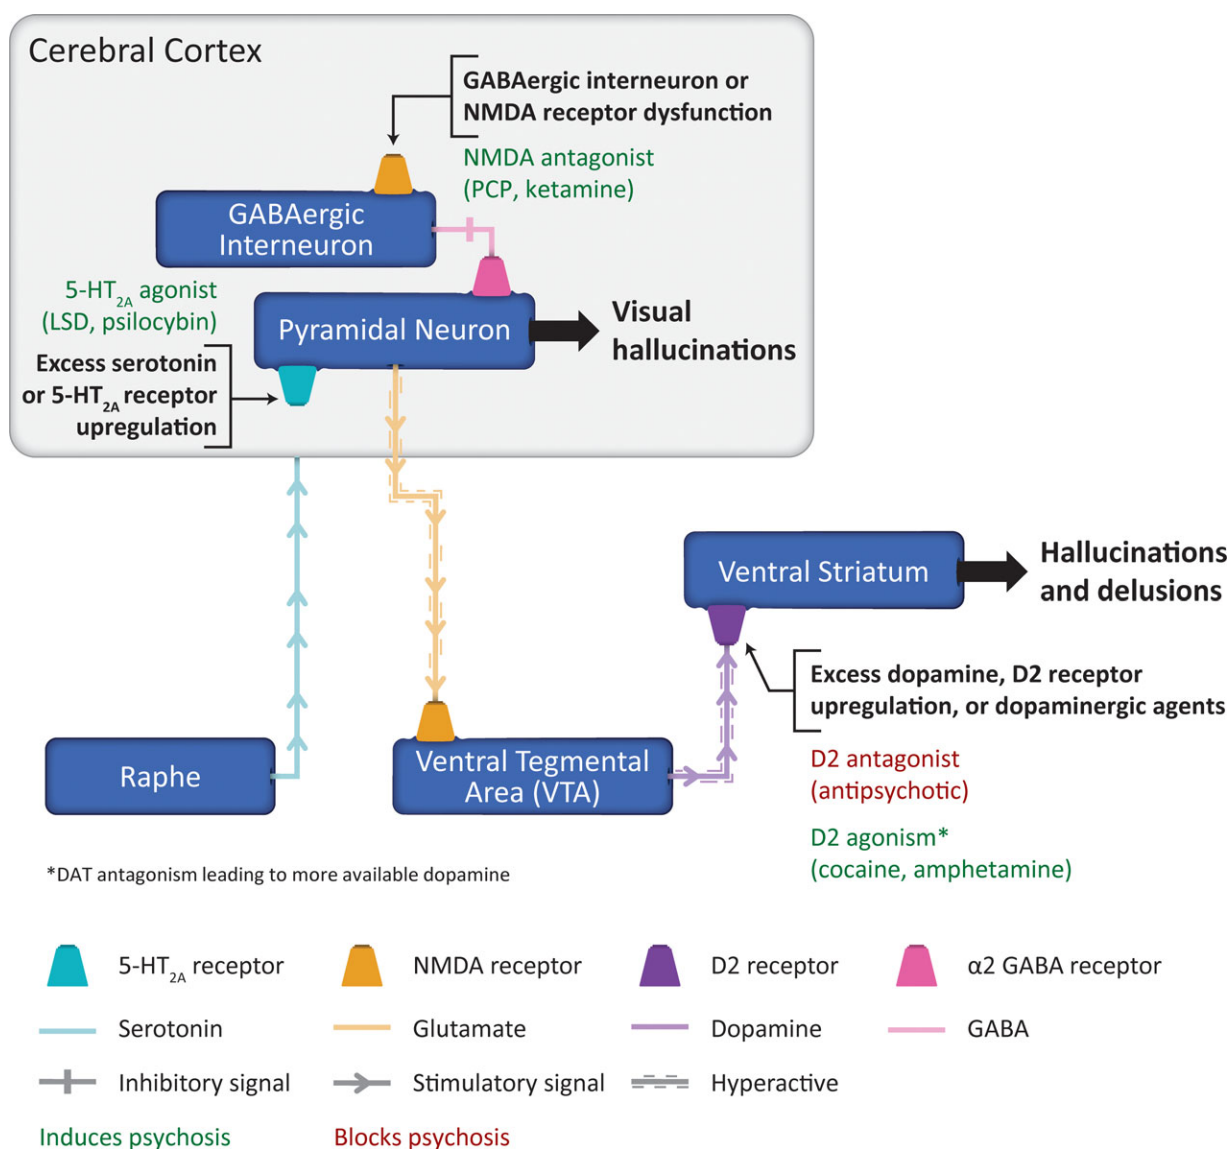 Cerebral Cortex
GABAergic interneuron or
NMDA receptor dysfunction
NMDA antagonist
(PCP, ketamine)
GABAergic
Interneuron
5-HT2A agonist
(LSD, psilocybin)
Pyramidal Neuron
Visual
hallucinations
Excess serotonin
or 5-HT2A receptor
upregulation
Ventral Striatum
Hallucinations
and delusions
Excess dopamine, D2 receptor
upregulation, or dopaminergic agents
Raphe
Ventral Tegmental
Area (VTA)
D2 antagonist
(antipsychotic)
D2 agonism*
(cocaine, amphetamine)
*DAT antagonism leading to more available dopamine
5-HT2A receptor
NMDA receptor
D2 receptor
α2 GABA receptor
Serotonin
Glutamate
Dopamine
GABA
Inhibitory signal
Stimulatory signal
Hyperactive
Induces psychosis
Blocks psychosis